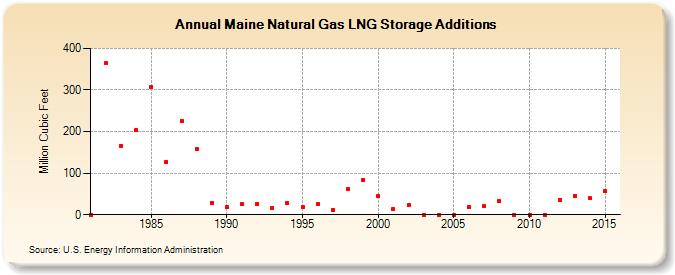 Annual Maine Natural Gas LNG Storage Additions
Million Cubic Feet
400
300
200
100
0
1985 1990 1995 2000 2005 2010 2015
Source: U.S. Energy Information Administration